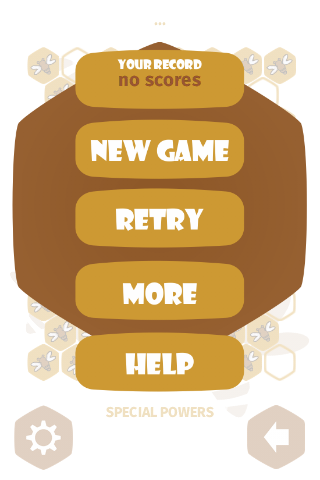 YOUR RECORD
no scores
NEW GAME
RETRY
MORE
HELP
SPECIAL POWERS